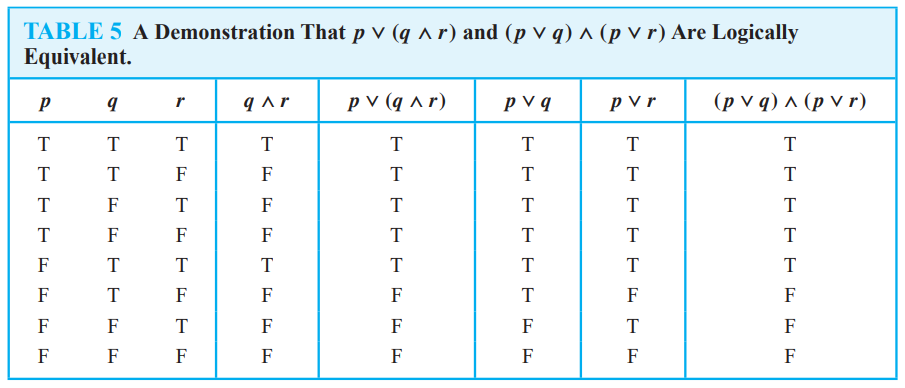 TABLE 5 A Demonstration That p ∨ (q ∧ r) and (p ∨ q) ∧ (p ∨ r) Are Logically
Equivalent.
p q r q ∧ r p ∨ (q ∧ r) p ∨ q p ∨ r (p ∨ q) ∧ (p ∨ r)
T T T T T T T T
T T F F T T T T
T F T F T T T T
T F F F T T T T
F T T T T T T T
F T F F F T F F
F F T F F F T F
F F F F F F F F